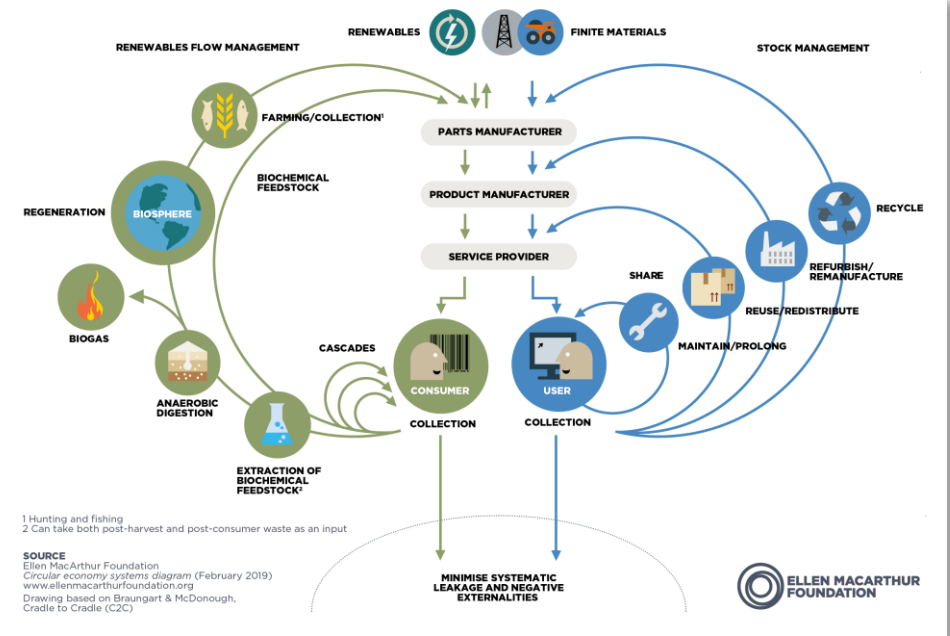 RENEWABLES
FINITE MATERIALS
RENEWABLES FLOW MANAGEMENT
STOCK MANAGEMENT
FARMING/COLLECTION¹
PARTS MANUFACTURER
BIOCHEMICAL
FEEDSTOCK
PRODUCT MANUFACTURER
REGENERATION
BIOSPHERE
RECYCLE
SERVICE PROVIDER
REFURBISH/
REMANUFACTURE
SHARE
REUSE/REDISTRIBUTE
BIOGAS
MAINTAIN/PROLONG
CASCADES
CONSUMER
USER
ANAEROBIC
DIGESTION
COLLECTION
COLLECTION
EXTRACTION OF
BIOCHEMICAL
FEEDSTOCK²
1 Hunting and fishing
2 Can take both post-harvest and post-consumer waste as an input
SOURCE
Ellen MacArthur Foundation
Circular economy systems diagram (February 2019)
www.ellenmacarthurfoundation.org
Drawing based on Braungart & McDonough,
Cradle to Cradle (C2C)
MINIMISE SYSTEMATIC
LEAKAGE AND NEGATIVE
EXTERNALITIES
ELLEN MACARTHUR
FOUNDATION